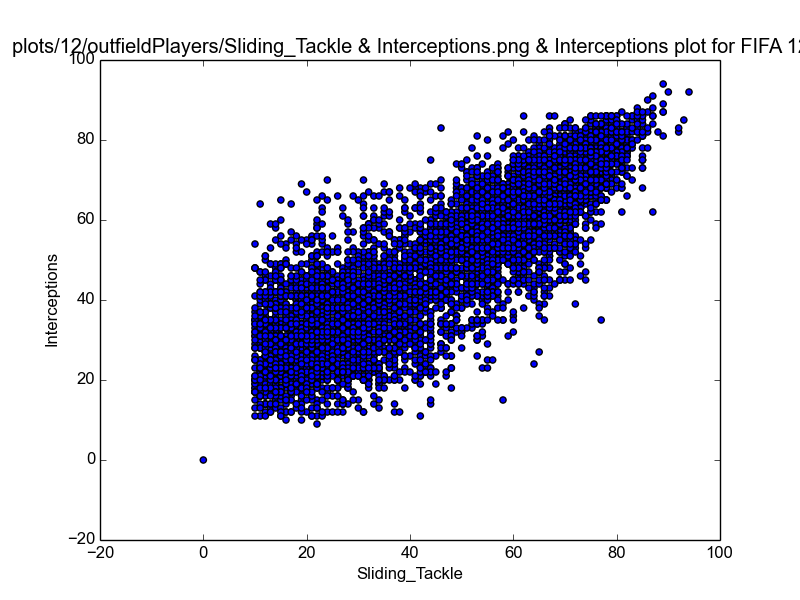 plots/12/outfieldPlayers/Sliding_Tackle & Interceptions.png & Interceptions plot for FIFA 12
100
80
60
40
20
0
−20
Interceptions
−20 0 20 40 60 80 100
Sliding_Tackle